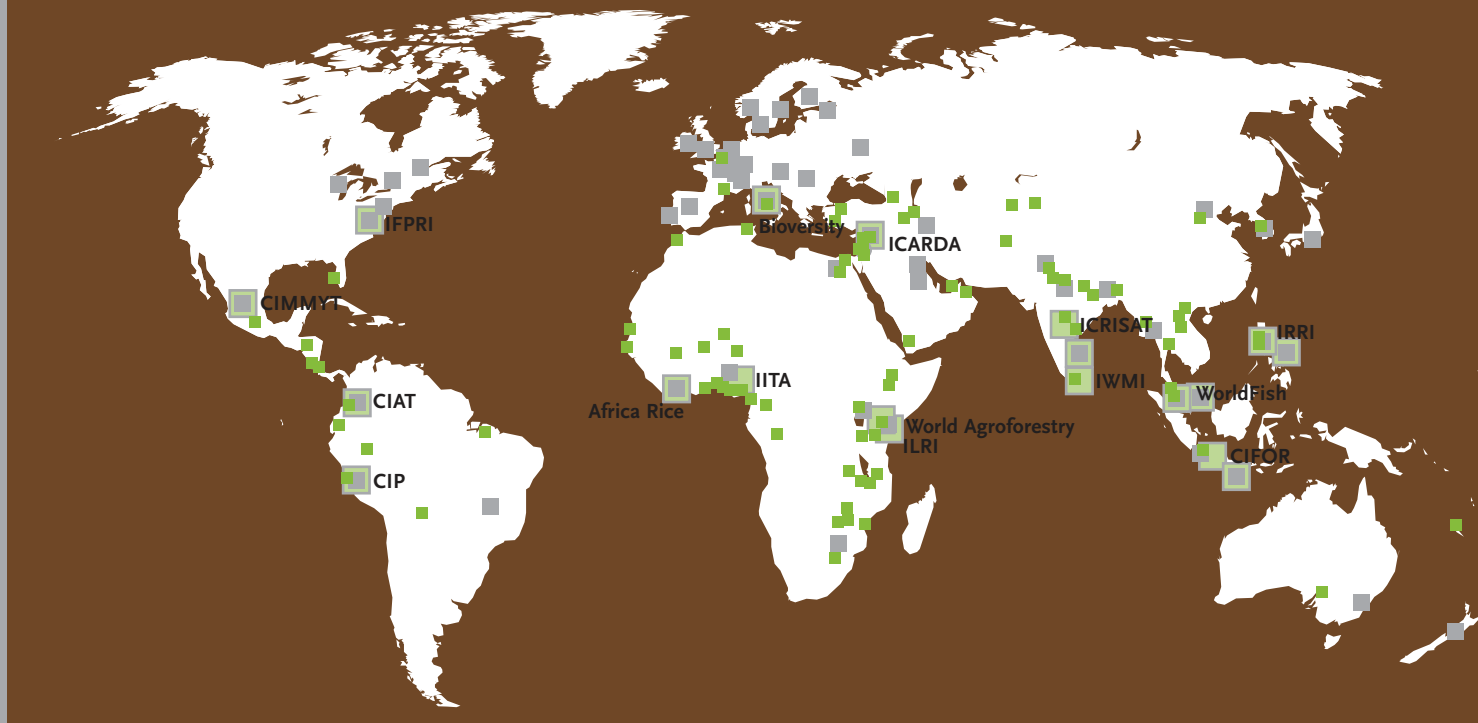 IFPRI
Bioversity
ICARDA
CIMMYT
ICRISAT
IRRI
IITA
IWMI
WorldFish
CIAT
Africa Rice
World Agroforestry
ILRI
CIFOR
CIP